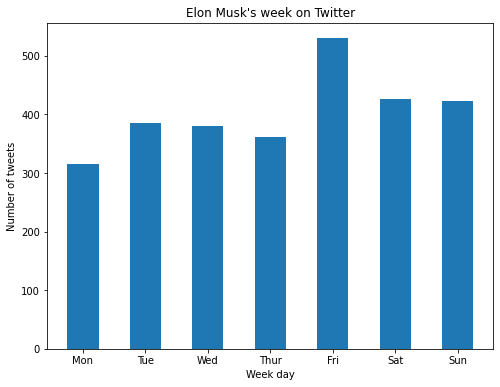 Elon Musk's week on Twitter
Number of tweets
500
400
300
200
100
0
Mon Tue Wed Thur Fri Sat Sun
Week day